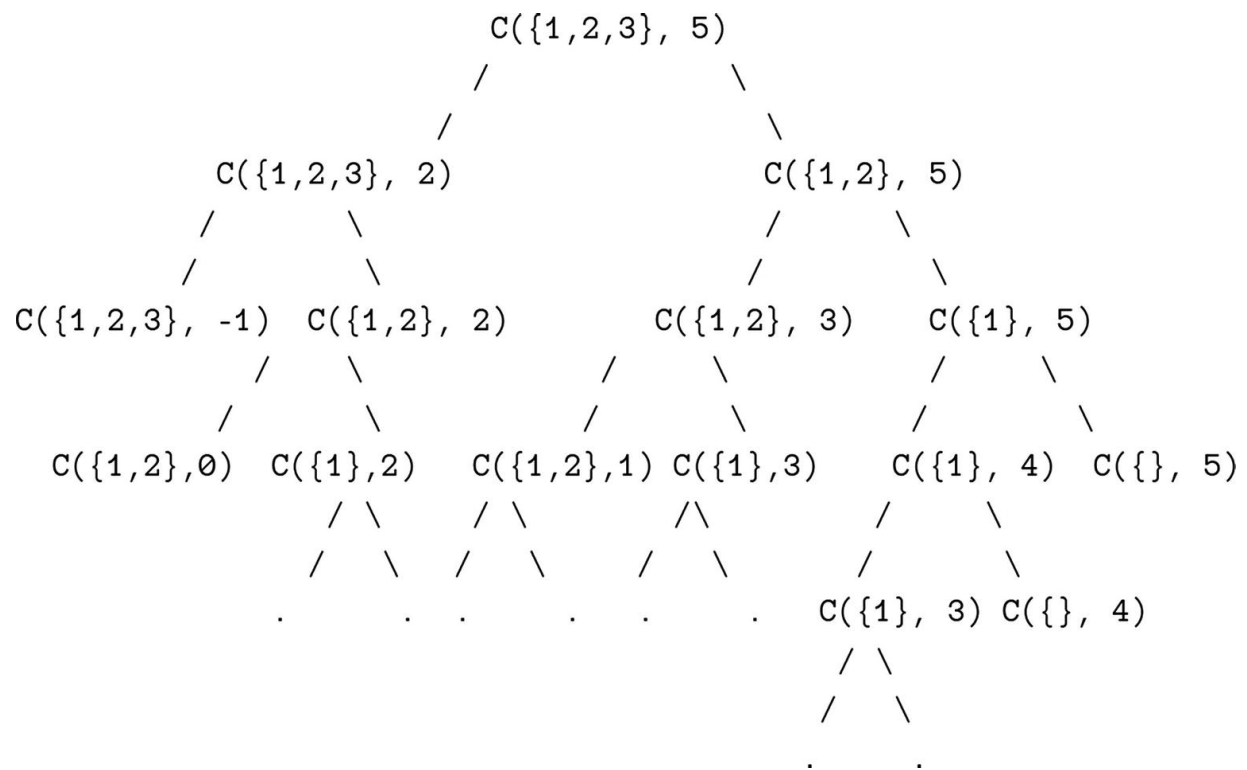 C({1,2,3}, 5)
/ \
/ \
C({1,2,3}, 2) C({1,2}, 5)
/ \ / \
/ \ / \
C({1,2,3}, -1) C({1,2}, 2) C({1,2}, 3) C({1}, 5)
/ \ / \ / \
/ \ / \ / \
C({1,2},0) C({1},2) C({1,2},1) C({1},3) C({1}, 4) C({}, 5)
/ \ / \ /\ / \
/ \ / \ / \ / \
. . . . . . C({1}, 3) C({}, 4)
/ \
/ \
. .